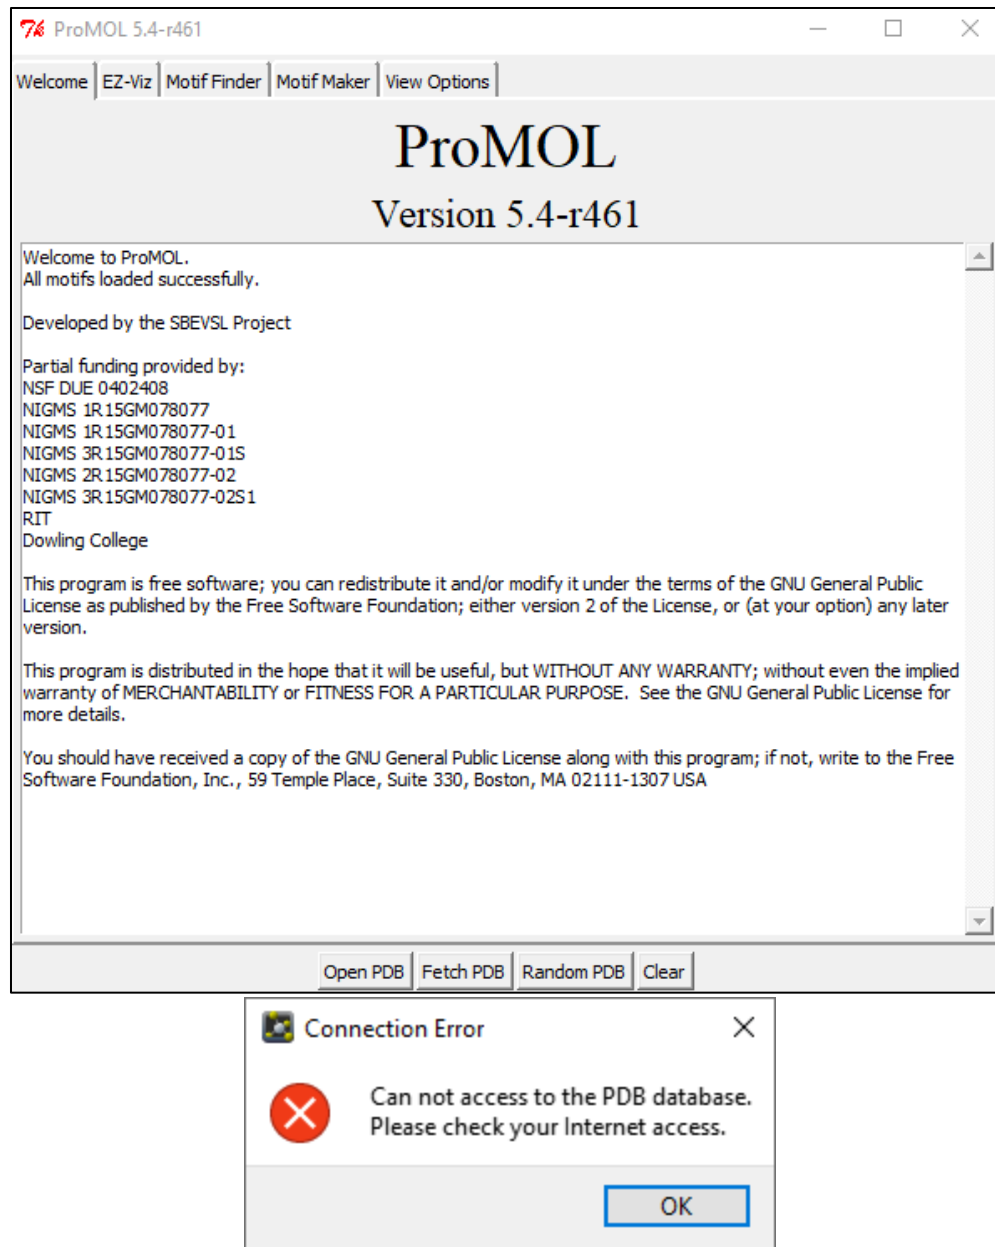 ProMOL 5.4-r461
Welcome EZ-Viz Motif Finder Motif Maker View Options
ProMOL
Version 5.4-r461
Welcome to ProMOL.
All motifs loaded successfully.
Developed by the SBEVSL Project
Partial funding provided by:
NSF DUE 0402408
NIGMS 1R15GM078077
NIGMS 1R15GM078077-01
NIGMS 3R15GM078077-01S
NIGMS 2R15GM078077-02
NIGMS 3R15GM078077-02S1
RIT
Dowling College
This program is free software; you can redistribute it and/or modify it under the terms of the GNU General Public
License as published by the Free Software Foundation; either version 2 of the License, or (at your option) any later
version.
This program is distributed in the hope that it will be useful, but WITHOUT ANY WARRANTY; without even the implied
warranty of MERCHANTABILITY or FITNESS FOR A PARTICULAR PURPOSE.  See the GNU General Public License for
more details.
You should have received a copy of the GNU General Public License along with this program; if not, write to the Free
Software Foundation, Inc., 59 Temple Place, Suite 330, Boston, MA 02111-1307 USA
Open PDB Fetch PDB Random PDB Clear
Connection Error
Can not access to the PDB database.
Please check your Internet access.
OK